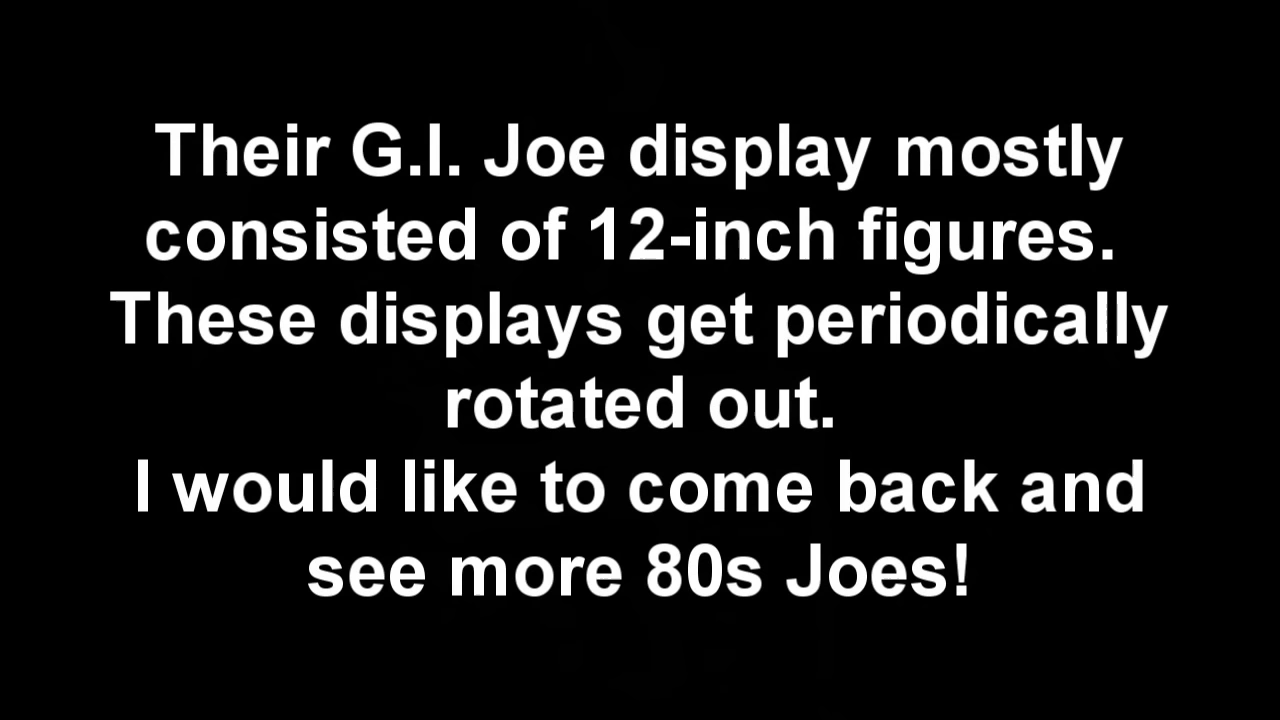 Their G.I. Joe display mostly
consisted of 12-inch figures.
These displays get periodically
rotated out.
I would like to come back and
see more 80s Joes!